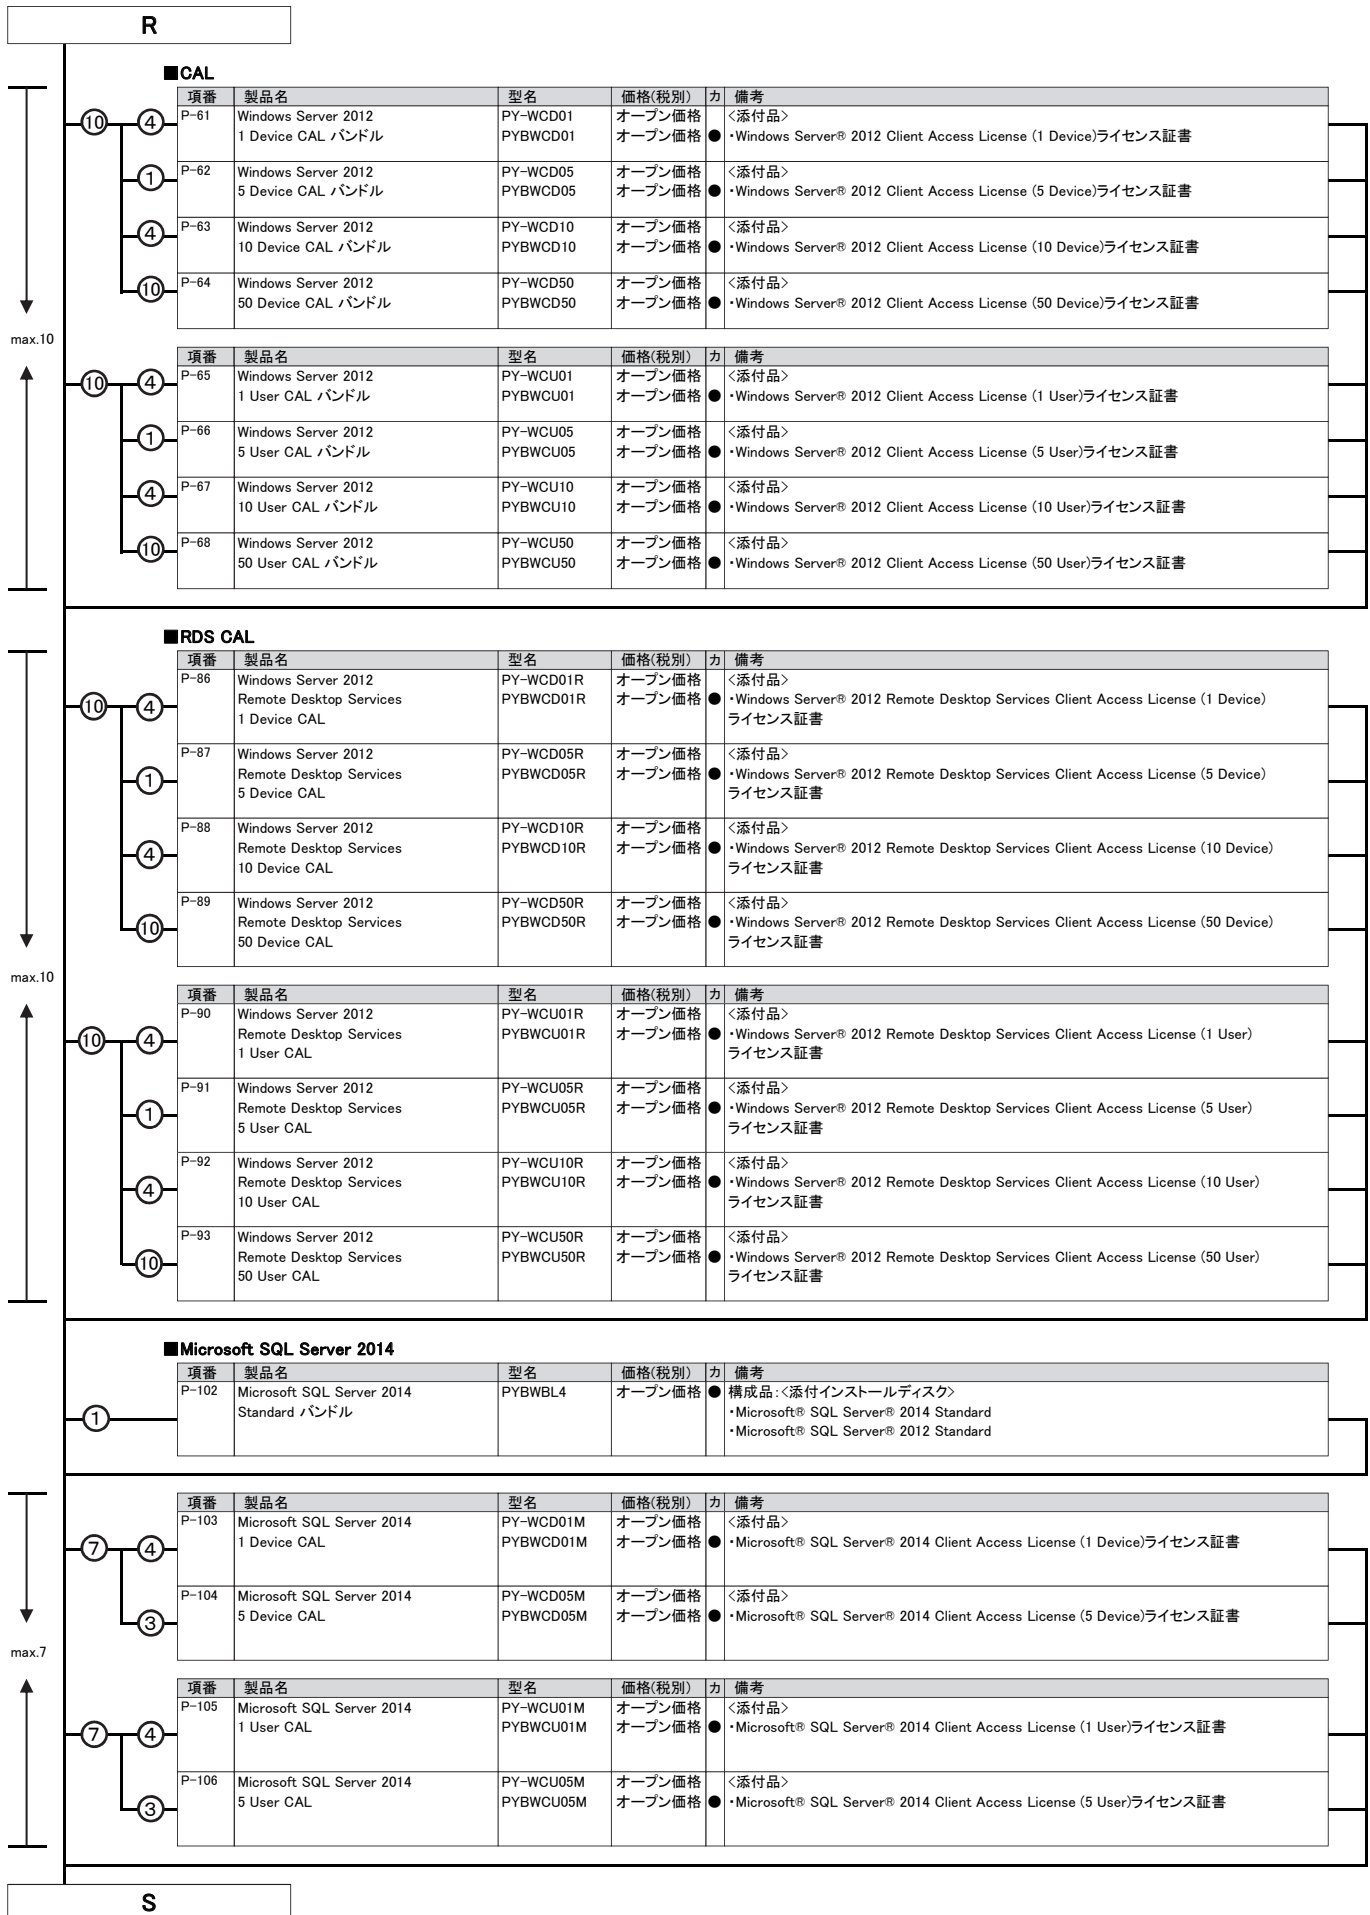 R
■CAL
項番 製品名 型名 価格(税別) カ 備考
⑩ ④ P-61 Windows Server 2012 PY-WCD01 オープン価格 <添付品>
1 Device CAL バンドル PYBWCD01 オープン価格 ● ・Windows Server® 2012 Client Access License (1 Device)ライセンス証書
① P-62 Windows Server 2012 PY-WCD05 オープン価格 <添付品>
5 Device CAL バンドル PYBWCD05 オープン価格 ● ・Windows Server® 2012 Client Access License (5 Device)ライセンス証書
④ P-63 Windows Server 2012 PY-WCD10 オープン価格 <添付品>
10 Device CAL バンドル PYBWCD10 オープン価格 ● ・Windows Server® 2012 Client Access License (10 Device)ライセンス証書
⑩ P-64 Windows Server 2012 PY-WCD50 オープン価格 <添付品>
50 Device CAL バンドル PYBWCD50 オープン価格 ● ・Windows Server® 2012 Client Access License (50 Device)ライセンス証書
max.10
項番 製品名 型名 価格(税別) カ 備考
⑩ ④ P-65 Windows Server 2012 PY-WCU01 オープン価格 <添付品>
1 User CAL バンドル PYBWCU01 オープン価格 ● ・Windows Server® 2012 Client Access License (1 User)ライセンス証書
① P-66 Windows Server 2012 PY-WCU05 オープン価格 <添付品>
5 User CAL バンドル PYBWCU05 オープン価格 ● ・Windows Server® 2012 Client Access License (5 User)ライセンス証書
④ P-67 Windows Server 2012 PY-WCU10 オープン価格 <添付品>
10 User CAL バンドル PYBWCU10 オープン価格 ● ・Windows Server® 2012 Client Access License (10 User)ライセンス証書
⑩ P-68 Windows Server 2012 PY-WCU50 オープン価格 <添付品>
50 User CAL バンドル PYBWCU50 オープン価格 ● ・Windows Server® 2012 Client Access License (50 User)ライセンス証書
■RDS CAL
項番 製品名 型名 価格(税別) カ 備考
P-86 Windows Server 2012 PY-WCD01R オープン価格 <添付品>
⑩ ④ Remote Desktop Services PYBWCD01R オープン価格 ● ・Windows Server® 2012 Remote Desktop Services Client Access License (1 Device)
1 Device CAL ライセンス証書
P-87 Windows Server 2012 PY-WCD05R オープン価格 <添付品>
① Remote Desktop Services PYBWCD05R オープン価格 ● ・Windows Server® 2012 Remote Desktop Services Client Access License (5 Device)
5 Device CAL ライセンス証書
P-88 Windows Server 2012 PY-WCD10R オープン価格 <添付品>
④ Remote Desktop Services PYBWCD10R オープン価格 ● ・Windows Server® 2012 Remote Desktop Services Client Access License (10 Device)
10 Device CAL ライセンス証書
P-89 Windows Server 2012 PY-WCD50R オープン価格 <添付品>
⑩ Remote Desktop Services PYBWCD50R オープン価格 ● ・Windows Server® 2012 Remote Desktop Services Client Access License (50 Device)
50 Device CAL ライセンス証書
max.10
項番 製品名 型名 価格(税別) カ 備考
P-90 Windows Server 2012 PY-WCU01R オープン価格 <添付品>
⑩ ④ Remote Desktop Services PYBWCU01R オープン価格 ● ・Windows Server® 2012 Remote Desktop Services Client Access License (1 User)
1 User CAL ライセンス証書
P-91 Windows Server 2012 PY-WCU05R オープン価格 <添付品>
① Remote Desktop Services PYBWCU05R オープン価格 ● ・Windows Server® 2012 Remote Desktop Services Client Access License (5 User)
5 User CAL ライセンス証書
P-92 Windows Server 2012 PY-WCU10R オープン価格 <添付品>
④ Remote Desktop Services PYBWCU10R オープン価格 ● ・Windows Server® 2012 Remote Desktop Services Client Access License (10 User)
10 User CAL ライセンス証書
P-93 Windows Server 2012 PY-WCU50R オープン価格 <添付品>
⑩ Remote Desktop Services PYBWCU50R オープン価格 ● ・Windows Server® 2012 Remote Desktop Services Client Access License (50 User)
50 User CAL ライセンス証書
■Microsoft SQL Server 2014
項番 製品名 型名 価格(税別) カ 備考
P-102 Microsoft SQL Server 2014 PYBWBL4 オープン価格 ● 構成品:<添付インストールディスク>
① Standard バンドル ・Microsoft® SQL Server® 2014 Standard
・Microsoft® SQL Server® 2012 Standard
項番 製品名 型名 価格(税別) カ 備考
P-103 Microsoft SQL Server 2014 PY-WCD01M オープン価格 <添付品>
⑦ ④ 1 Device CAL PYBWCD01M オープン価格 ● ・Microsoft® SQL Server® 2014 Client Access License (1 Device)ライセンス証書
P-104 Microsoft SQL Server 2014 PY-WCD05M オープン価格 <添付品>
③ 5 Device CAL PYBWCD05M オープン価格 ● ・Microsoft® SQL Server® 2014 Client Access License (5 Device)ライセンス証書
max.7
項番 製品名 型名 価格(税別) カ 備考
P-105 Microsoft SQL Server 2014 PY-WCU01M オープン価格 <添付品>
⑦ ④ 1 User CAL PYBWCU01M オープン価格 ● ・Microsoft® SQL Server® 2014 Client Access License (1 User)ライセンス証書
P-106 Microsoft SQL Server 2014 PY-WCU05M オープン価格 <添付品>
③ 5 User CAL PYBWCU05M オープン価格 ● ・Microsoft® SQL Server® 2014 Client Access License (5 User)ライセンス証書
S